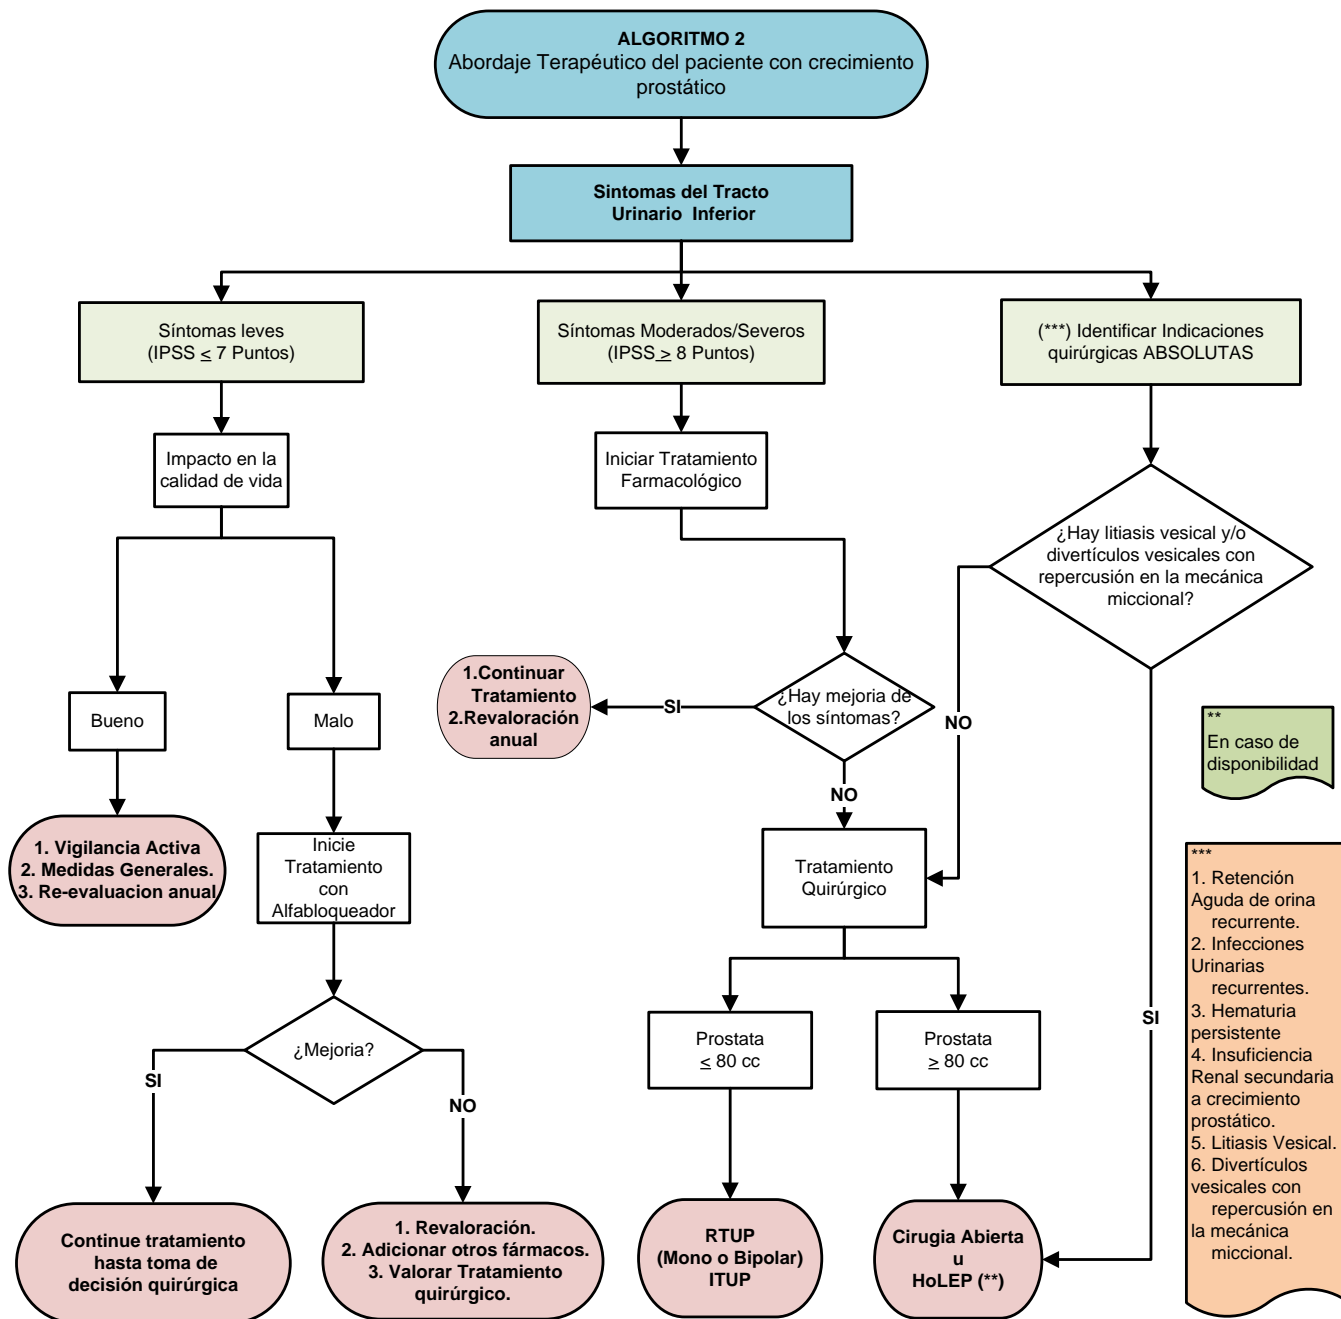 ALGORITMO 2
Abordaje Terapéutico del paciente con crecimiento
prostático
Sintomas del Tracto
Urinario Inferior
Síntomas leves
(IPSS < 7 Puntos)
Síntomas Moderados/Severos
(IPSS > 8 Puntos)
(***) Identificar Indicaciones
quirúrgicas ABSOLUTAS
Impacto en la
calidad de vida
Iniciar Tratamiento
Farmacológico
¿Hay litiasis vesical y/o
divertículos vesicales con
repercusión en la mecánica
miccional?
Bueno
Malo
1.Continuar
Tratamiento
2.Revaloración
anual
SI
¿Hay mejoria de
los síntomas?
NO
NO
**
En caso de
disponibilidad
1. Vigilancia Activa
2. Medidas Generales.
3. Re-evaluacion anual
Inicie
Tratamiento
con
Alfabloqueador
Tratamiento
Quirúrgico
***
1. Retención
Aguda de orina
recurrente.
2. Infecciones
Urinarias
recurrentes.
3. Hematuria
persistente
4. Insuficiencia
Renal secundaria
a crecimiento
prostático.
5. Litiasis Vesical.
6. Divertículos
vesicales con
repercusión en
la mecánica
miccional.
SI
¿Mejoria?
SI
NO
Prostata
≤ 80 cc
Prostata
≥ 80 cc
Continue tratamiento
hasta toma de
decisión quirúrgica
1. Revaloración.
2. Adicionar otros fármacos.
3. Valorar Tratamiento
quirúrgico.
RTUP
(Mono o Bipolar)
ITUP
Cirugia Abierta
u
HoLEP (**)